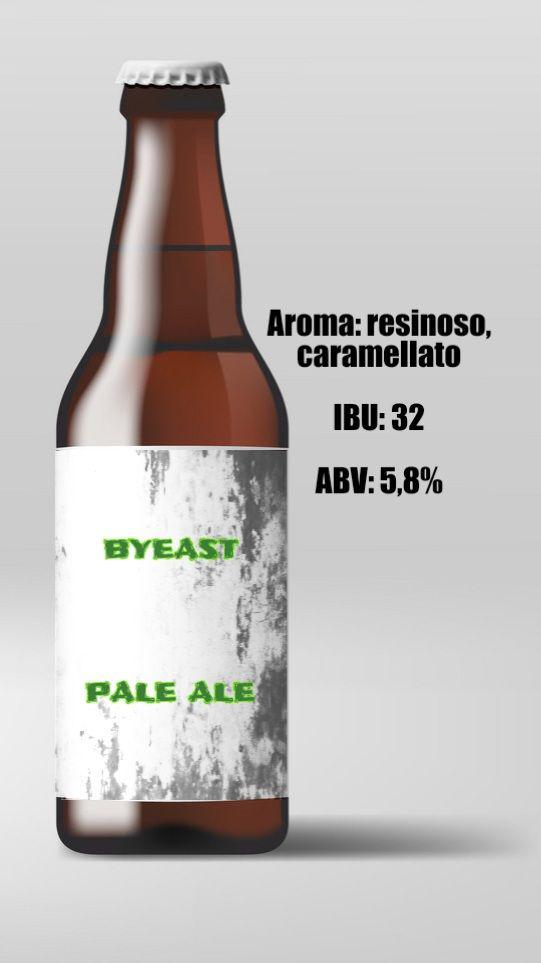 Aroma: resinoso,
caramellato
IBU: 32
ABV: 5,8%
BYEAST
PALE ALE